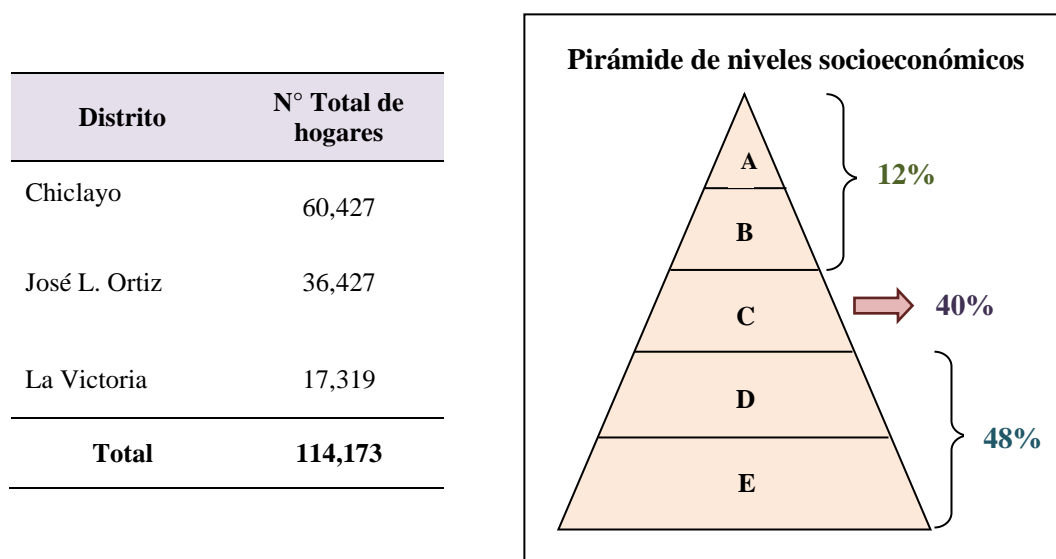 Distrito
N° Total de
hogares
Chiclayo
60,427
José L. Ortiz
36,427
La Victoria
17,319
Total
114,173
Pirámide de niveles socioeconómicos
A
12%
B
C
40%
D
48%
E